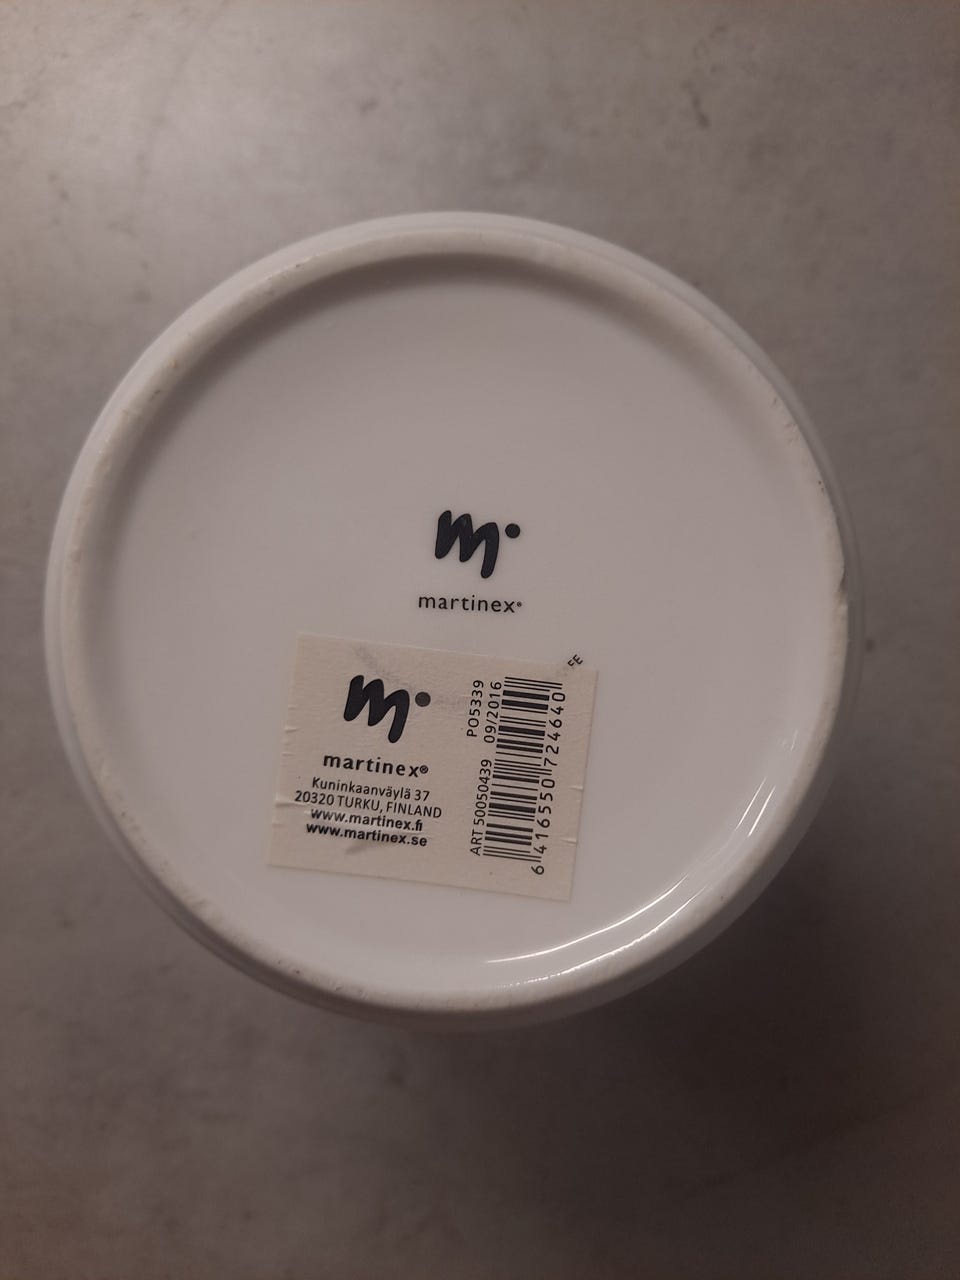 m
martinex®
m
martinex®
Kuninkaanväylä 37
20320 TURKU, FINLAND
www.martinex.fi
www.martinex.se
PO5339
09/2016
ART 50050439
6 416550 724640